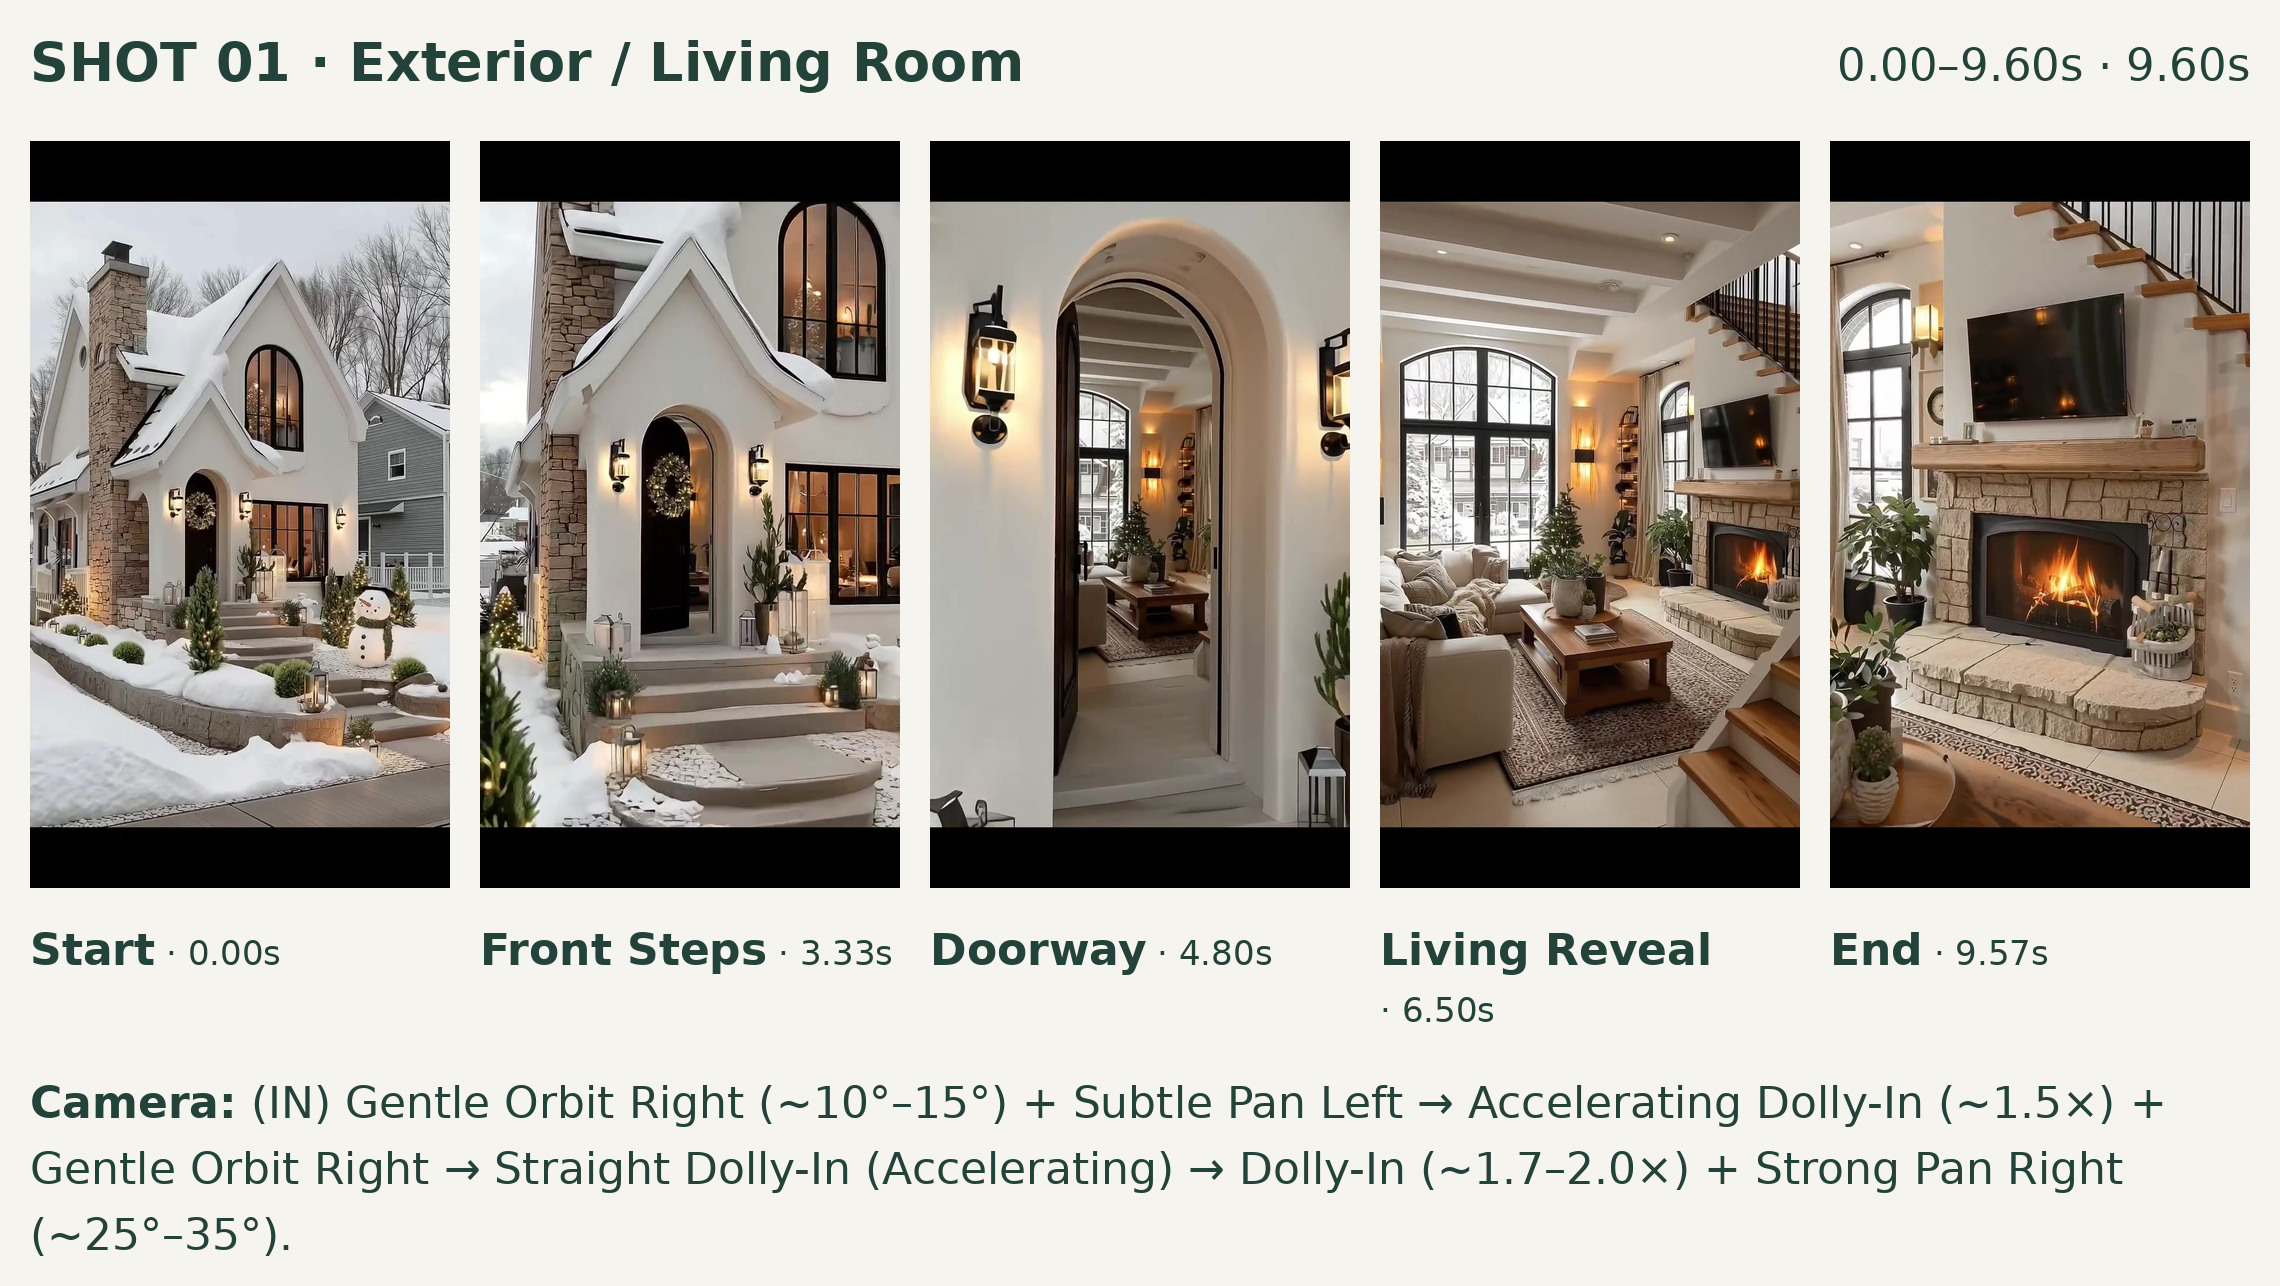 SHOT 01 · Exterior / Living Room
0.00–9.60s · 9.60s
Start · 0.00s
Front Steps · 3.33s
Doorway · 4.80s
Living Reveal
· 6.50s
End · 9.57s
Camera: (IN) Gentle Orbit Right (~10°–15°) + Subtle Pan Left → Accelerating Dolly-In (~1.5×) +
Gentle Orbit Right → Straight Dolly-In (Accelerating) → Dolly-In (~1.7–2.0×) + Strong Pan Right
(~25°–35°).